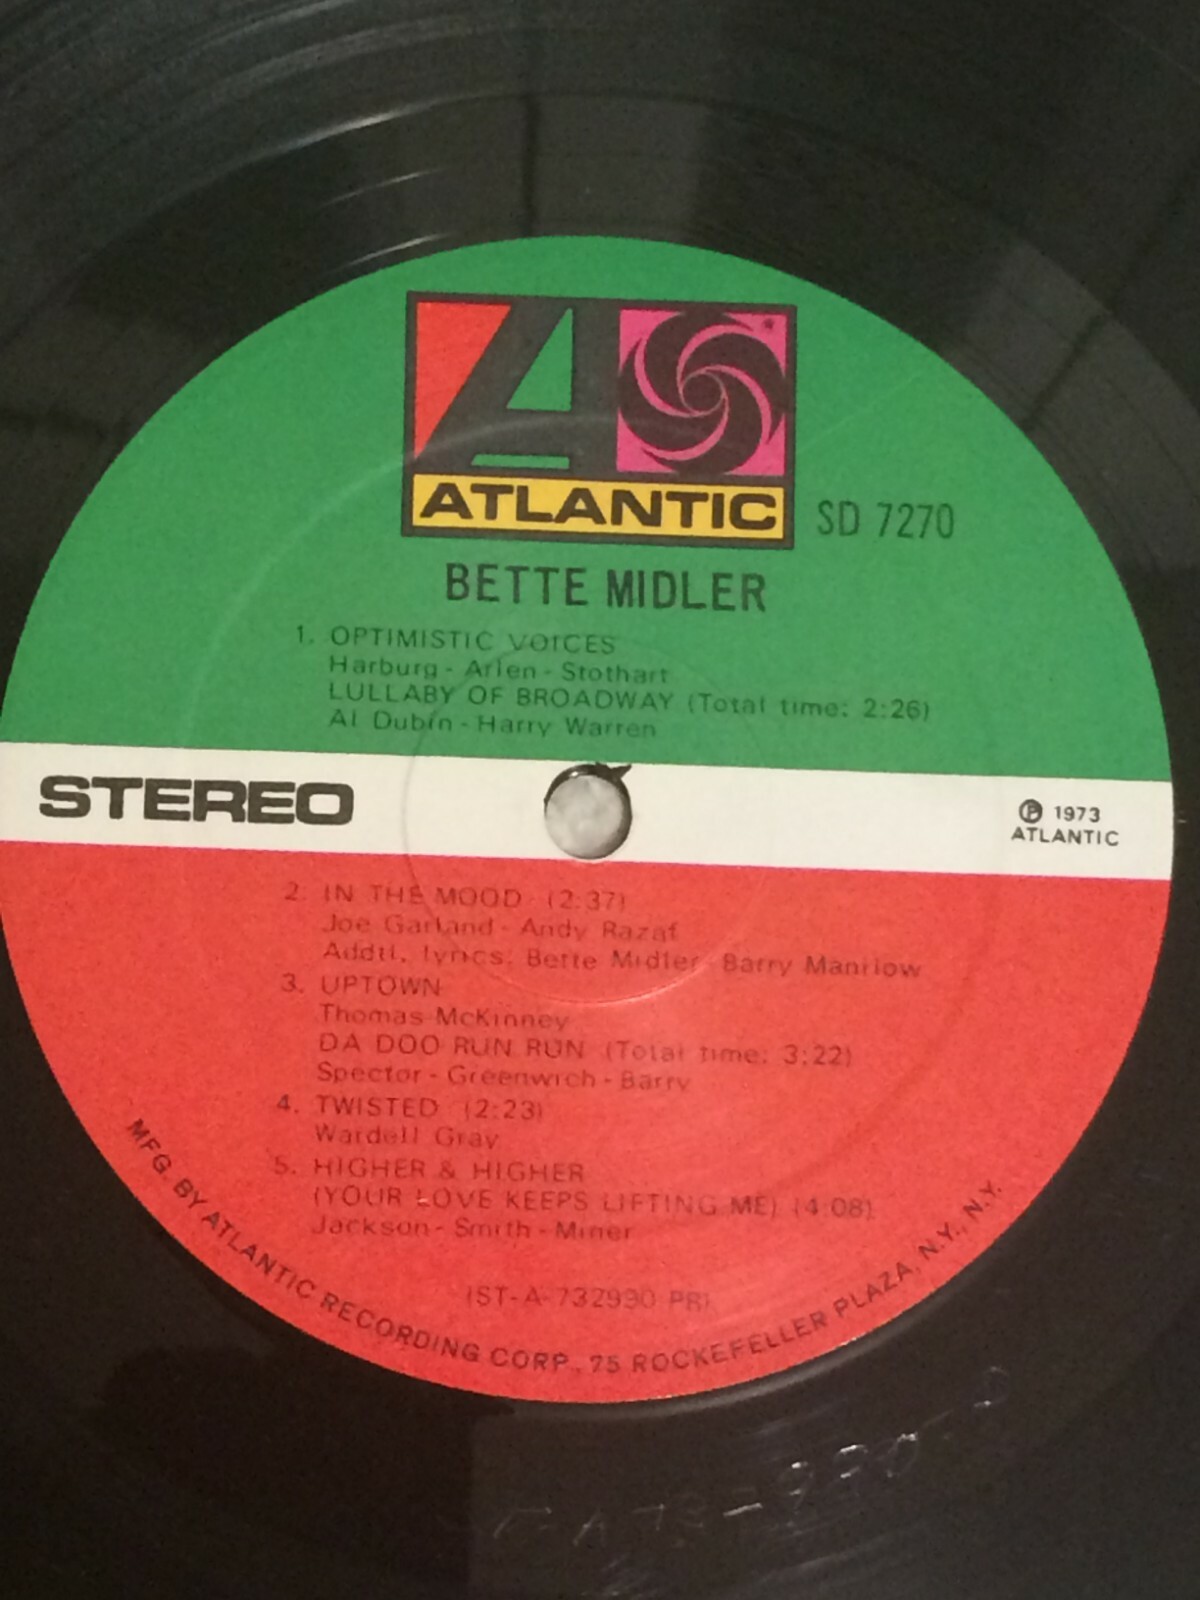 ATLANTIC
SD 7270
BETTE MIDLER
1. OPTIMISTIC VOICES
Harburg - Arlen - Stothart
LULLABY OF BROADWAY (Total time: 2:26)
Al Dubin - Harry Warren
STEREO
℗ 1973
ATLANTIC
2. IN THE MOOD (2:37)
Joe Garland - Andy Razaf
Addtl. lyrics: Bette Midler - Barry Manilow
3. UPTOWN
Thomas McKinney
DA DOO RUN RUN (Total time: 3:22)
Spector - Greenwich - Barry
4. TWISTED (2:23)
Wardell Gray
5. HIGHER & HIGHER
(YOUR LOVE KEEPS LIFTING ME) (4:08)
Jackson - Smith - Miner
(ST-A-732990 PR)
MFG. BY ATLANTIC RECORDING CORP., 75 ROCKEFELLER PLAZA, N.Y., N.Y.